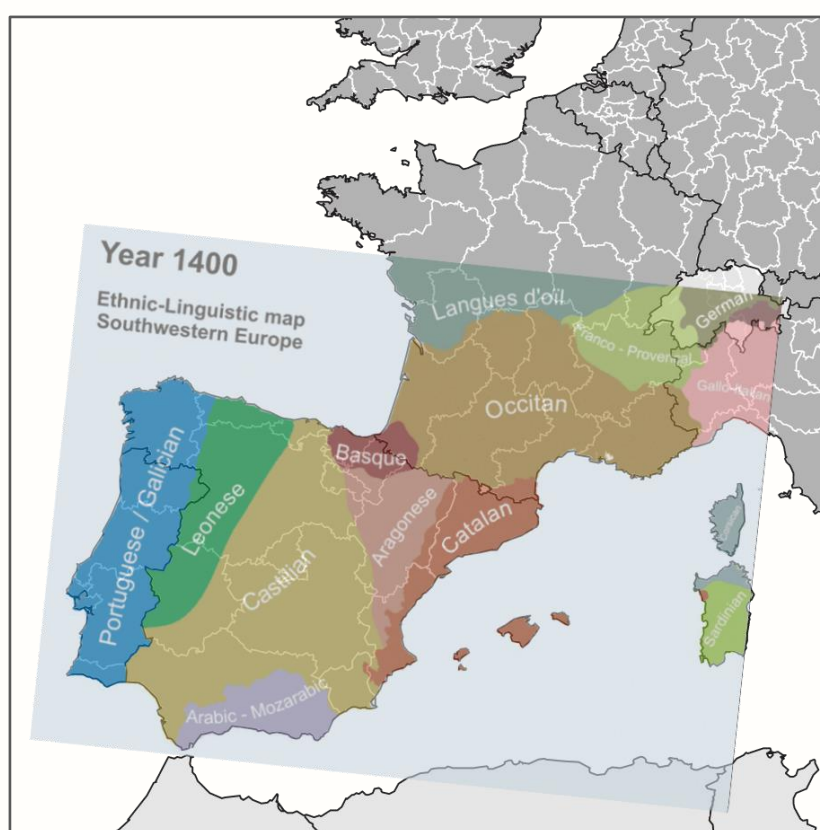 Year 1400
Ethnic-Linguistic map
Southwestern Europe
Langues d'oïl
German
Franco - Provençal
Gallo-Italian
Occitan
Basque
Portuguese / Galician
Leonese
Castilian
Aragonese
Catalan
Sardinian
Arabic - Mozarabic